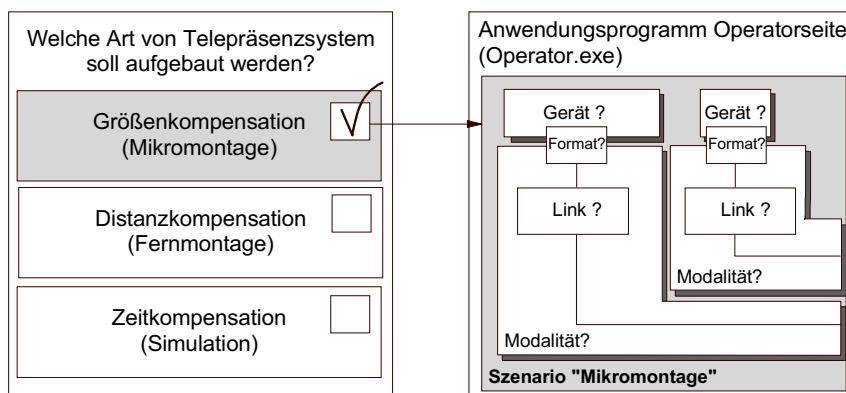 Welche Art von Telepräsenzsystem
soll aufgebaut werden?
Größenkompensation
(Mikromontage)
Distanzkompensation
(Fernmontage)
Zeitkompensation
(Simulation)
Anwendungsprogramm Operatorseite
(Operator.exe)
Gerät ?
Format?
Link ?
Modalität?
Gerät ?
Format?
Link ?
Modalität?
Szenario "Mikromontage"